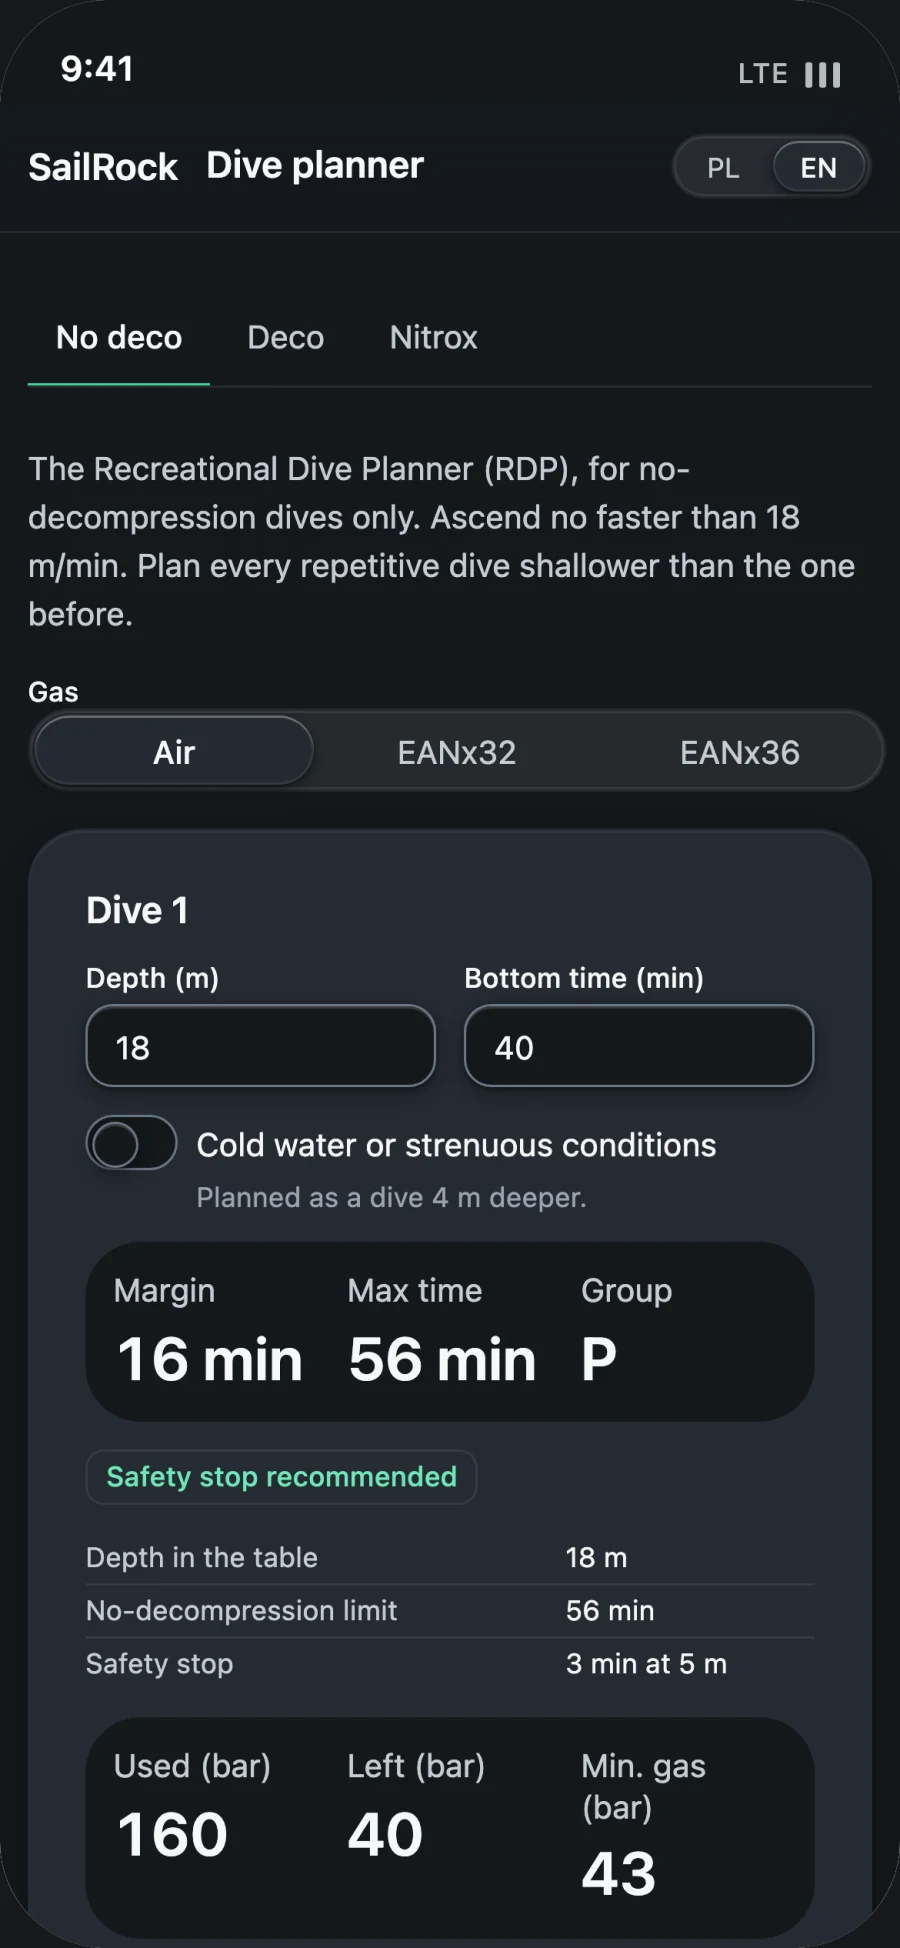 9:41
LTE
SailRock Dive planner
PL EN
No deco Deco Nitrox
The Recreational Dive Planner (RDP), for no-
decompression dives only. Ascend no faster than 18
m/min. Plan every repetitive dive shallower than the one
before.
Gas
Air EANx32 EANx36
Dive 1
Depth (m) Bottom time (min)
18 40
Cold water or strenuous conditions
Planned as a dive 4 m deeper.
Margin Max time Group
16 min 56 min P
Safety stop recommended
Depth in the table 18 m
No-decompression limit 56 min
Safety stop 3 min at 5 m
Used (bar) Left (bar) Min. gas
(bar)
160 40 43